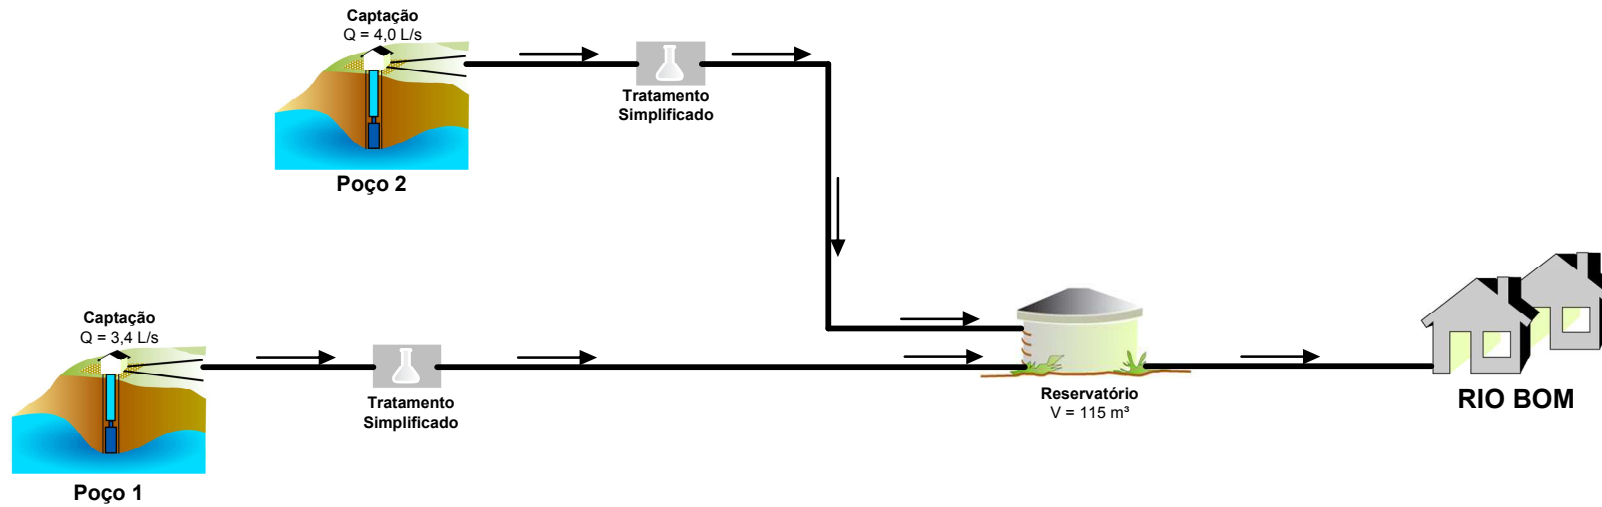 Captação
Q = 4,0 L/s
Tratamento
Simplificado
Poço 2
Captação
Q = 3,4 L/s
Tratamento
Simplificado
Poço 1
Reservatório
V = 115 m³
RIO BOM